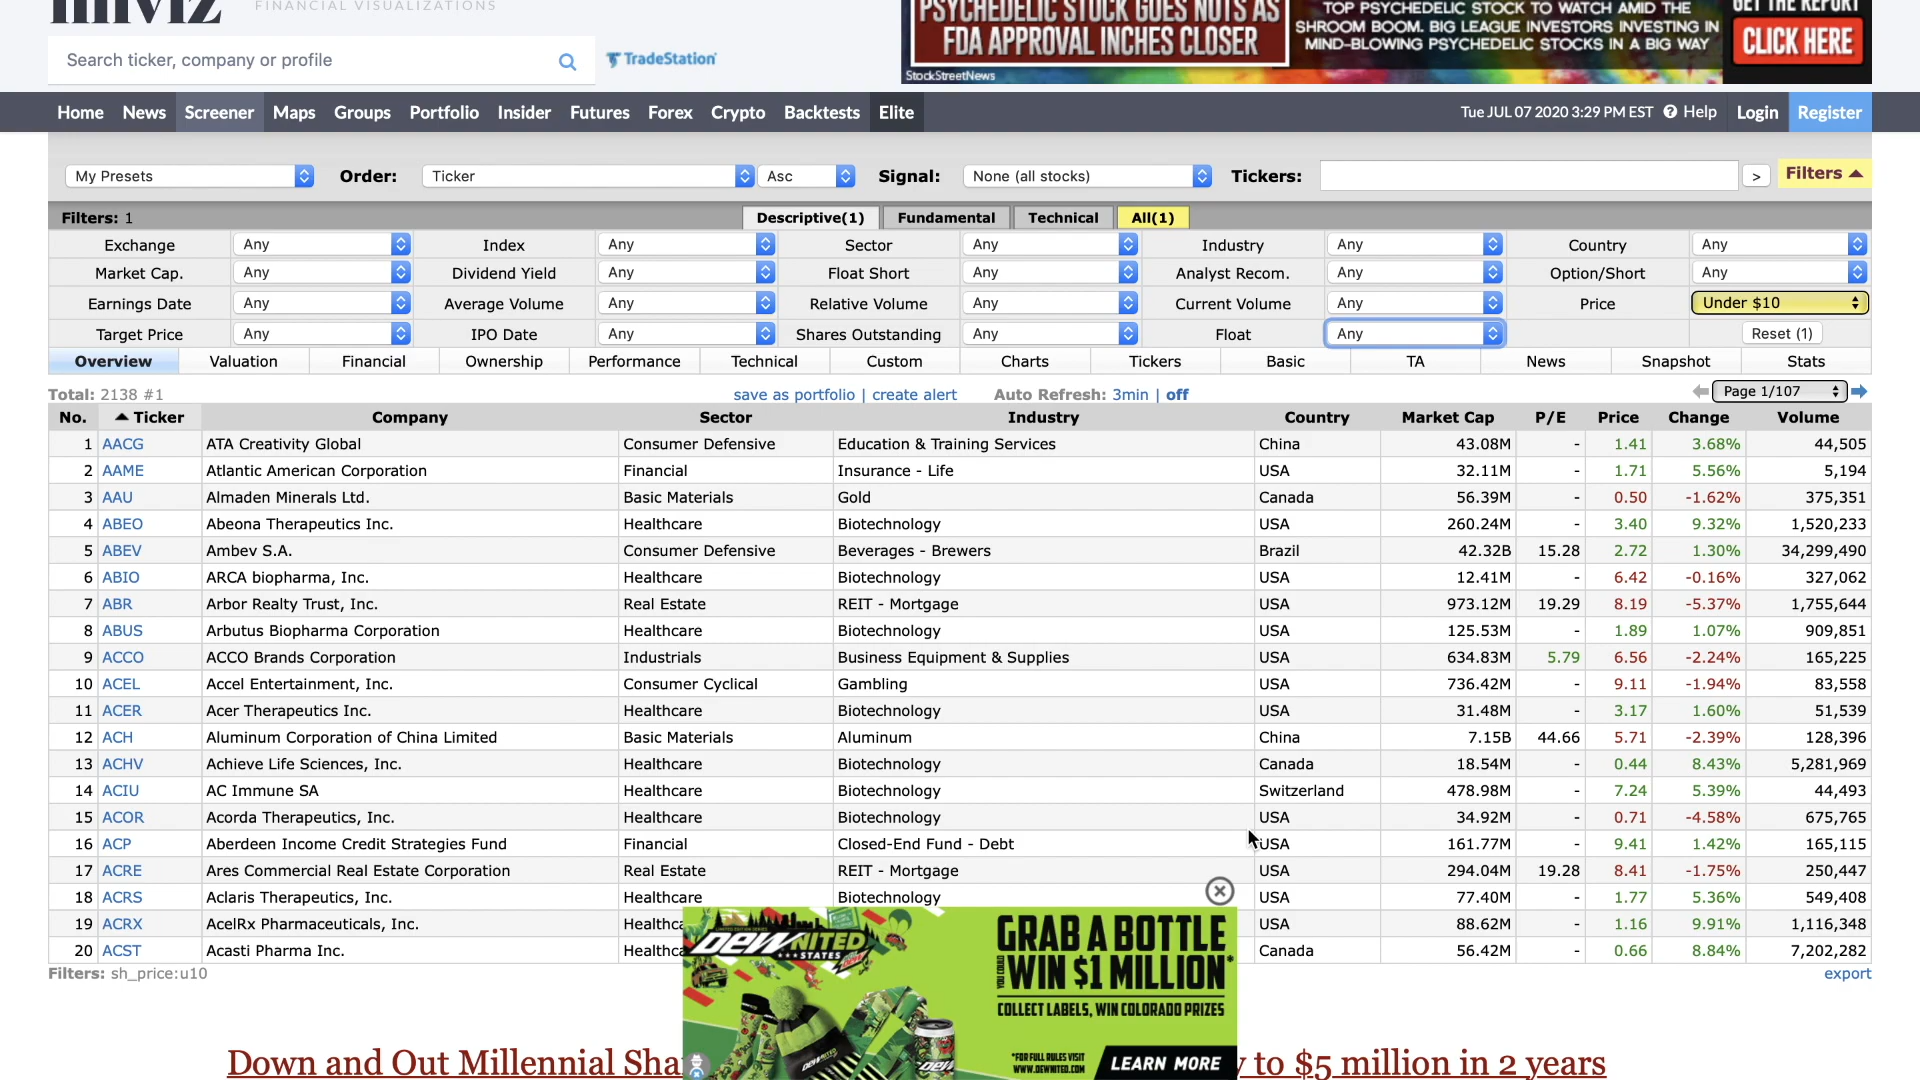 finviz
FINANCIAL VISUALIZATIONS
Search ticker, company or profile
TradeStation
PSYCHEDELIC STOCK GOES NUTS AS
FDA APPROVAL INCHES CLOSER
StockStreetNews
TOP PSYCHEDELIC STOCK TO WATCH AMID THE
SHROOM BOOM. BIG LEAGUE INVESTORS INVESTING IN
MIND-BLOWING PSYCHEDELIC STOCKS IN A BIG WAY
GET THE REPORT
CLICK HERE
Home News Screener Maps Groups Portfolio Insider Futures Forex Crypto Backtests Elite Tue JUL 07 2020 3:29 PM EST ? Help Login Register
My Presets Order: Ticker Asc Signal: None (all stocks) Tickers: > Filters
Filters: 1 Descriptive(1) Fundamental Technical All(1)
Exchange Any Index Any Sector Any Industry Any Country Any
Market Cap. Any Dividend Yield Any Float Short Any Analyst Recom. Any Option/Short Any
Earnings Date Any Average Volume Any Relative Volume Any Current Volume Any Price Under $10
Target Price Any IPO Date Any Shares Outstanding Any Float Any Reset (1)
Overview Valuation Financial Ownership Performance Technical Custom Charts Tickers Basic TA News Snapshot Stats
Total: 2138 #1 save as portfolio | create alert Auto Refresh: 3min | off Page 1/107
No. Ticker Company Sector Industry Country Market Cap P/E Price Change Volume
1 AACG ATA Creativity Global Consumer Defensive Education & Training Services China 43.08M - 1.41 3.68% 44,505
2 AAME Atlantic American Corporation Financial Insurance - Life USA 32.11M - 1.71 5.56% 5,194
3 AAU Almaden Minerals Ltd. Basic Materials Gold Canada 56.39M - 0.50 -1.62% 375,351
4 ABEO Abeona Therapeutics Inc. Healthcare Biotechnology USA 260.24M - 3.40 9.32% 1,520,233
5 ABEV Ambev S.A. Consumer Defensive Beverages - Brewers Brazil 42.32B 15.28 2.72 1.30% 34,299,490
6 ABIO ARCA biopharma, Inc. Healthcare Biotechnology USA 12.41M - 6.42 -0.16% 327,062
7 ABR Arbor Realty Trust, Inc. Real Estate REIT - Mortgage USA 973.12M 19.29 8.19 -5.37% 1,755,644
8 ABUS Arbutus Biopharma Corporation Healthcare Biotechnology USA 125.53M - 1.89 1.07% 909,851
9 ACCO ACCO Brands Corporation Industrials Business Equipment & Supplies USA 634.83M 5.79 6.56 -2.24% 165,225
10 ACEL Accel Entertainment, Inc. Consumer Cyclical Gambling USA 736.42M - 9.11 -1.94% 83,558
11 ACER Acer Therapeutics Inc. Healthcare Biotechnology USA 31.48M - 3.17 1.60% 51,539
12 ACH Aluminum Corporation of China Limited Basic Materials Aluminum China 7.15B 44.66 5.71 -2.39% 128,396
13 ACHV Achieve Life Sciences, Inc. Healthcare Biotechnology Canada 18.54M - 0.44 8.43% 5,281,969
14 ACIU AC Immune SA Healthcare Biotechnology Switzerland 478.98M - 7.24 5.39% 44,493
15 ACOR Acorda Therapeutics, Inc. Healthcare Biotechnology USA 34.92M - 0.71 -4.58% 675,765
16 ACP Aberdeen Income Credit Strategies Fund Financial Closed-End Fund - Debt USA 161.77M - 9.41 1.42% 165,115
17 ACRE Ares Commercial Real Estate Corporation Real Estate REIT - Mortgage USA 294.04M 19.28 8.41 -1.75% 250,447
18 ACRS Aclaris Therapeutics, Inc. Healthcare Biotechnology USA 77.40M - 1.77 5.36% 549,408
19 ACRX AcelRx Pharmaceuticals, Inc. Healthca USA 88.62M - 1.16 9.91% 1,116,348
20 ACST Acasti Pharma Inc. Healthca Canada 56.42M - 0.66 8.84% 7,202,282
Filters: sh_price:u10 export
DEWNITED
STATES
GRAB A BOTTLE
YOU COULD WIN $1 MILLION*
COLLECT LABELS, WIN COLORADO PRIZES
*FOR FULL RULES VISIT
WWW.DEWNITED.COM
LEARN MORE
Down and Out Millennial Sha y to $5 million in 2 years